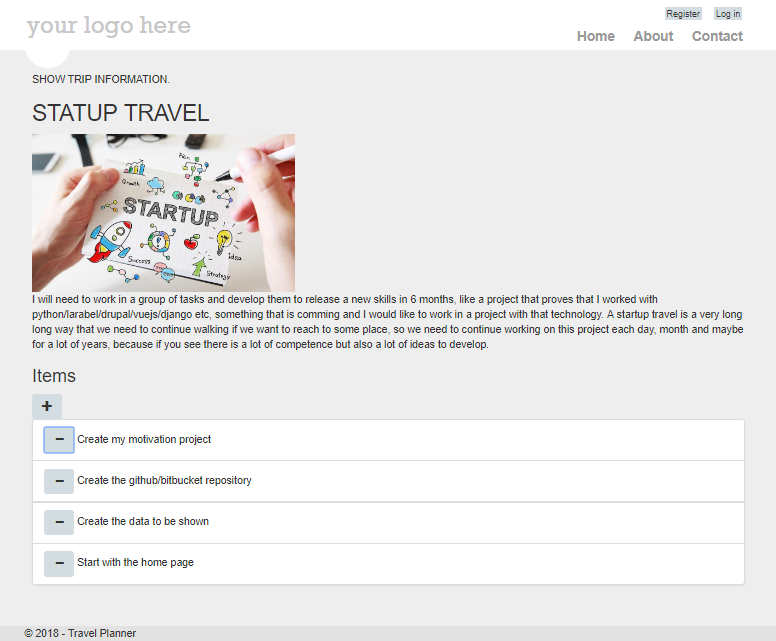 your logo here
Register
Log in
Home
About
Contact
SHOW TRIP INFORMATION.
STATUP TRAVEL
Growth
Plan
STARTUP
Idea
Success
Strategy
I will need to work in a group of tasks and develop them to release a new skills in 6 months, like a project that proves that I worked with
python/larabel/drupal/vuejs/django etc, something that is comming and I would like to work in a project with that technology. A startup travel is a very long
long way that we need to continue walking if we want to reach to some place, so we need to continue working on this project each day, month and maybe
for a lot of years, because if you see there is a lot of competence but also a lot of ideas to develop.
Items
+
− Create my motivation project
− Create the github/bitbucket repository
− Create the data to be shown
− Start with the home page
© 2018 - Travel Planner